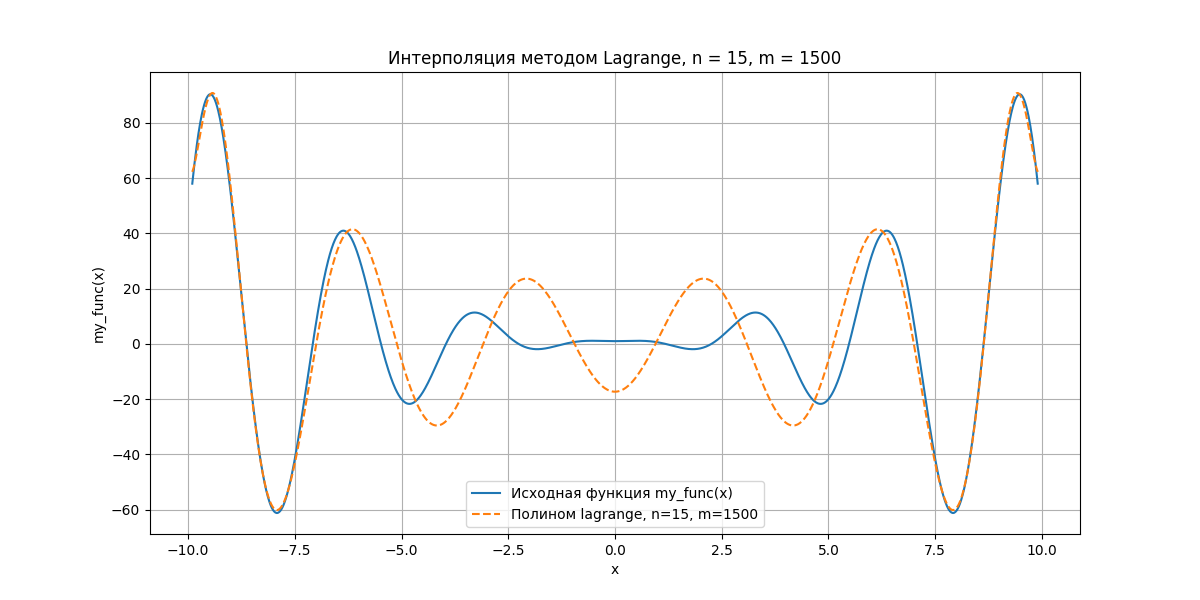 Интерполяция методом Lagrange, n = 15, m = 1500
my_func(x)
80
60
40
20
0
−20
−40
−60
Исходная функция my_func(x)
Полином lagrange, n=15, m=1500
−10.0 −7.5 −5.0 −2.5 0.0 2.5 5.0 7.5 10.0
x